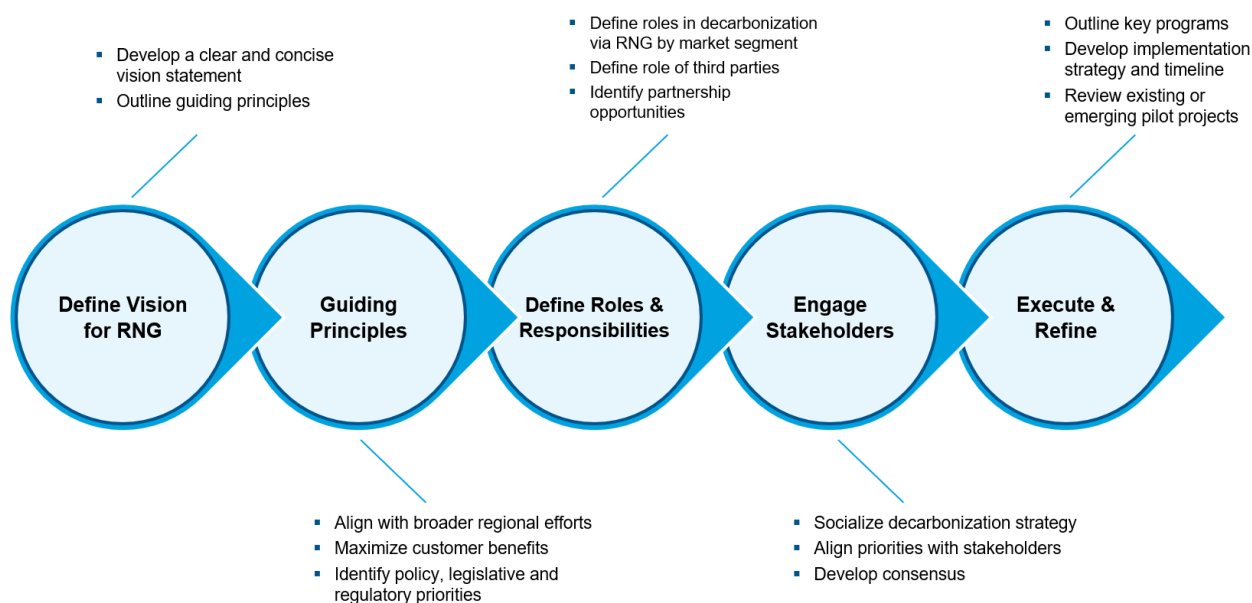 ▪ Develop a clear and concise
vision statement
▪ Outline guiding principles
▪ Define roles in decarbonization
via RNG by market segment
▪ Define role of third parties
▪ Identify partnership
opportunities
▪ Outline key programs
▪ Develop implementation
strategy and timeline
▪ Review existing or
emerging pilot projects
Define Vision
for RNG
Guiding
Principles
Define Roles &
Responsibilities
Engage
Stakeholders
Execute &
Refine
▪ Align with broader regional efforts
▪ Maximize customer benefits
▪ Identify policy, legislative and
regulatory priorities
▪ Socialize decarbonization strategy
▪ Align priorities with stakeholders
▪ Develop consensus